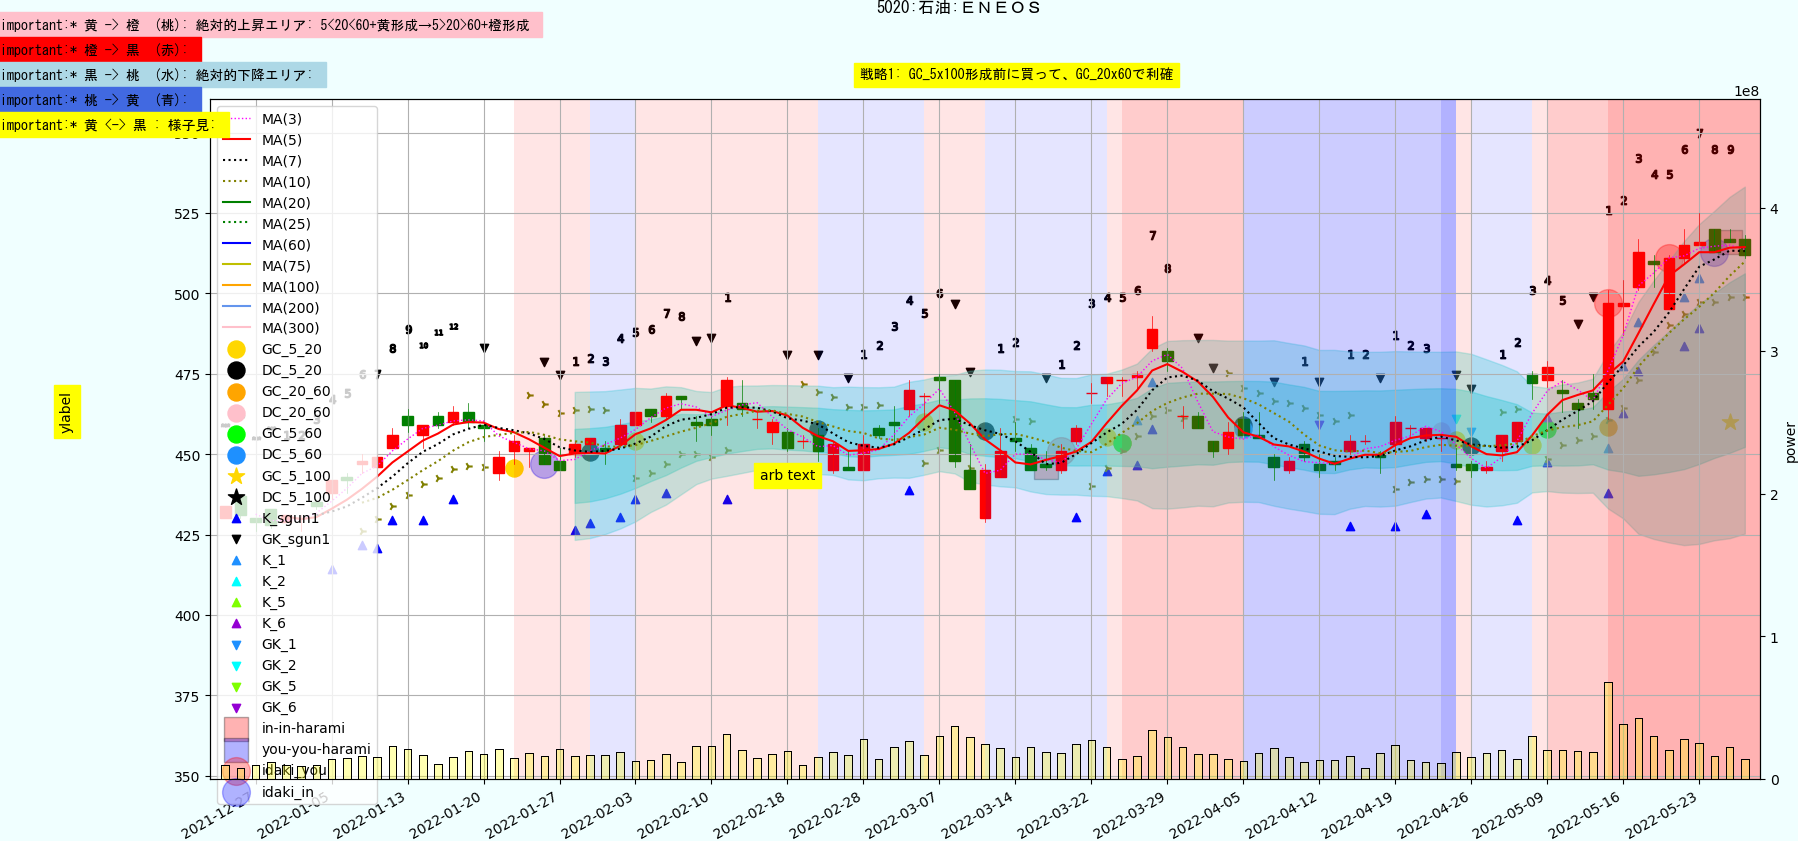 5020:石油:ＥＮＥＯＳ
important:* 黄 -> 橙 (桃): 絶対的上昇エリア: 5<20<60+黄形成→5>20>60+橙形成
important:* 橙 -> 黒 (赤):
important:* 黒 -> 桃 (水): 絶対的下降エリア:
important:* 桃 -> 黄 (青):
important:* 黄 <-> 黒 : 様子見:
戦略1: GC_5x100形成前に買って、GC_20x60で利確
1e8
MA(3)
MA(5)
MA(7)
MA(10)
MA(20)
MA(25)
MA(60)
MA(75)
MA(100)
MA(200)
MA(300)
GC_5_20
DC_5_20
GC_20_60
DC_20_60
GC_5_60
DC_5_60
GC_5_100
DC_5_100
K_sgun1
GK_sgun1
K_1
K_2
K_5
K_6
GK_1
GK_2
GK_5
GK_6
in-in-harami
you-you-harami
idaki_you
idaki_in
525
500
475
450
425
400
375
350
ylabel
arb text
4
3
2
1
0
power
2021-12-27
2022-01-05
2022-01-13
2022-01-20
2022-01-27
2022-02-03
2022-02-10
2022-02-18
2022-02-28
2022-03-07
2022-03-14
2022-03-22
2022-03-29
2022-04-05
2022-04-12
2022-04-19
2022-04-26
2022-05-09
2022-05-16
2022-05-23